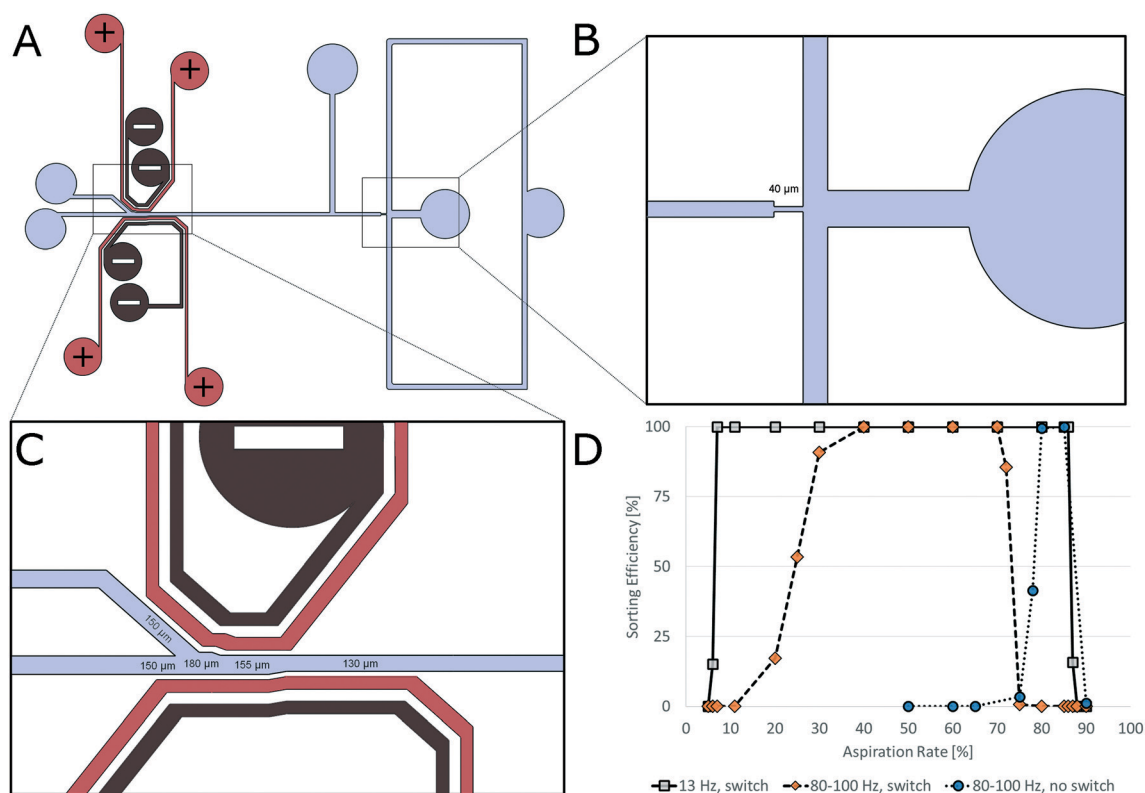 A
+
+
−
−
−
−
+
+
B
40 µm
C
150 µm
150 µm
180 µm
155 µm
130 µm
D
Sorting Efficiency [%]
100
75
50
25
0
0
10
20
30
40
50
60
70
80
90
100
Aspiration Rate [%]
13 Hz, switch
80-100 Hz, switch
80-100 Hz, no switch